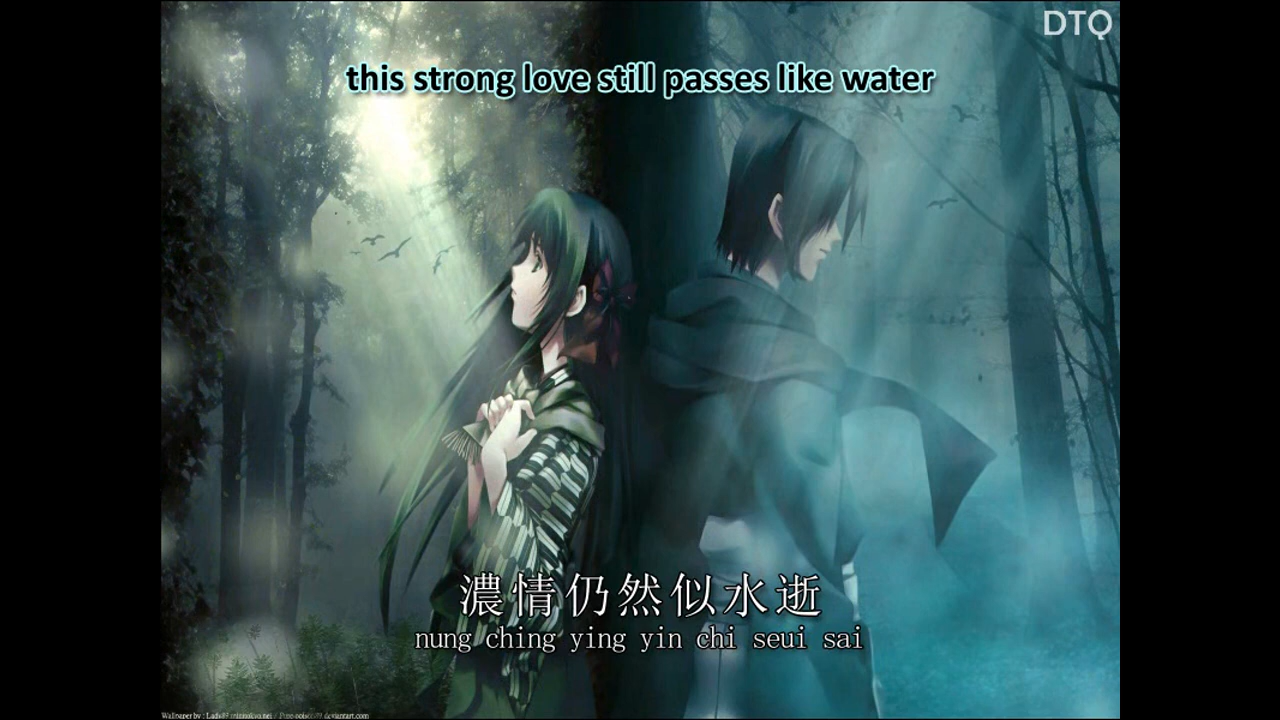 DTQ
this strong love still passes like water
濃情仍然似水逝
nung ching ying yin chi seui sai